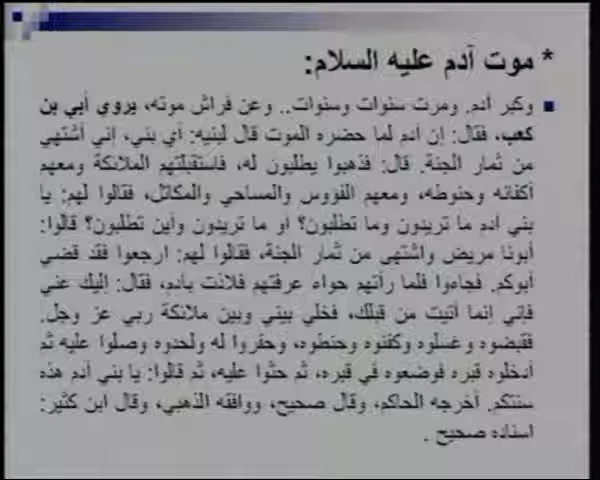 * موت آدم عليه السلام:
وكبر آدم. ومرت سنوات وسنوات.. وعن فراش موته، يروي أبي بن
كعب، فقال: إن آدم لما حضره الموت قال لبنيه: أي بني، إني أشتهي
من ثمار الجنة. قال: فذهبوا يطلبون له، فاستقبلتهم الملائكة ومعهم
أكفانه وحنوطه، ومعهم الفؤوس والمساحي والمكاتل، فقالوا لهم: يا
بني آدم ما تريدون وما تطلبون؟ أو ما تريدون وأين تطلبون؟ قالوا:
أبونا مريض واشتهى من ثمار الجنة، فقالوا لهم: ارجعوا فقد قضي
أبوكم. فجاءوا فلما رأتهم حواء عرفتهم فلاذت بآدم، فقال: إليك عني
فإني إنما أتيت من قبلك، فخلي بيني وبين ملائكة ربي عز وجل.
فقبضوه وغسلوه وكفنوه وحنطوه، وحفروا له ولحدوه وصلوا عليه ثم
أدخلوه قبره فوضعوه في قبره، ثم حثوا عليه، ثم قالوا: يا بني آدم هذه
سنتكم. أخرجه الحاكم، وقال صحيح، ووافقه الذهبي، وقال ابن كثير:
اسناده صحيح .